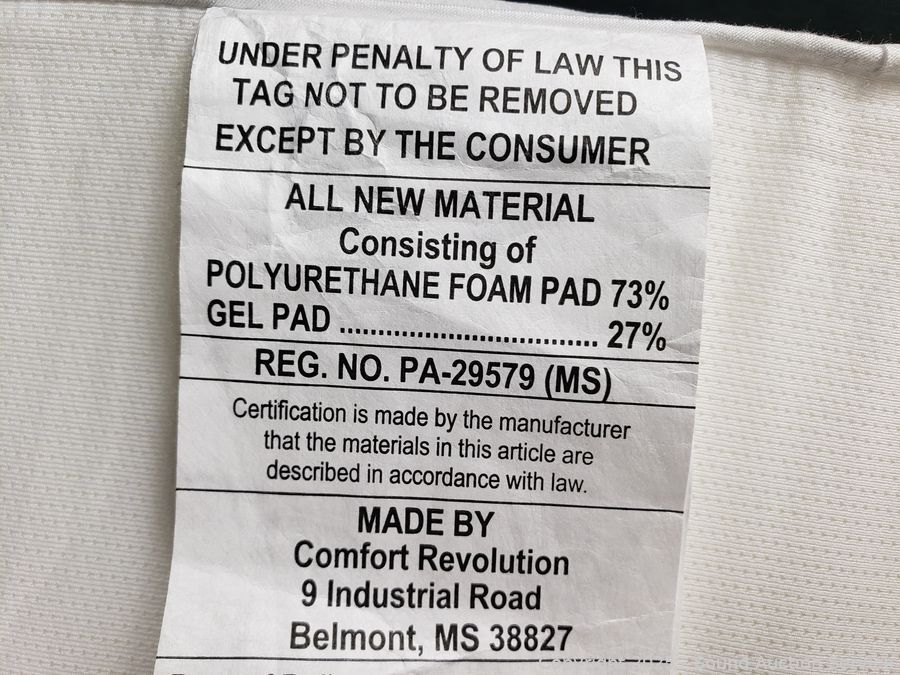 UNDER PENALTY OF LAW THIS
TAG NOT TO BE REMOVED
EXCEPT BY THE CONSUMER
ALL NEW MATERIAL
Consisting of
POLYURETHANE FOAM PAD 73%
GEL PAD ................................. 27%
REG. NO. PA-29579 (MS)
Certification is made by the manufacturer
that the materials in this article are
described in accordance with law.
MADE BY
Comfort Revolution
9 Industrial Road
Belmont, MS 38827